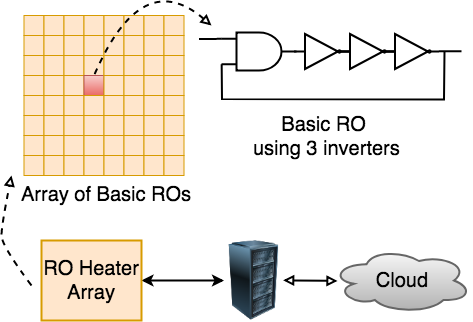 Basic RO
using 3 inverters
Array of Basic ROs
RO Heater
Array
Cloud